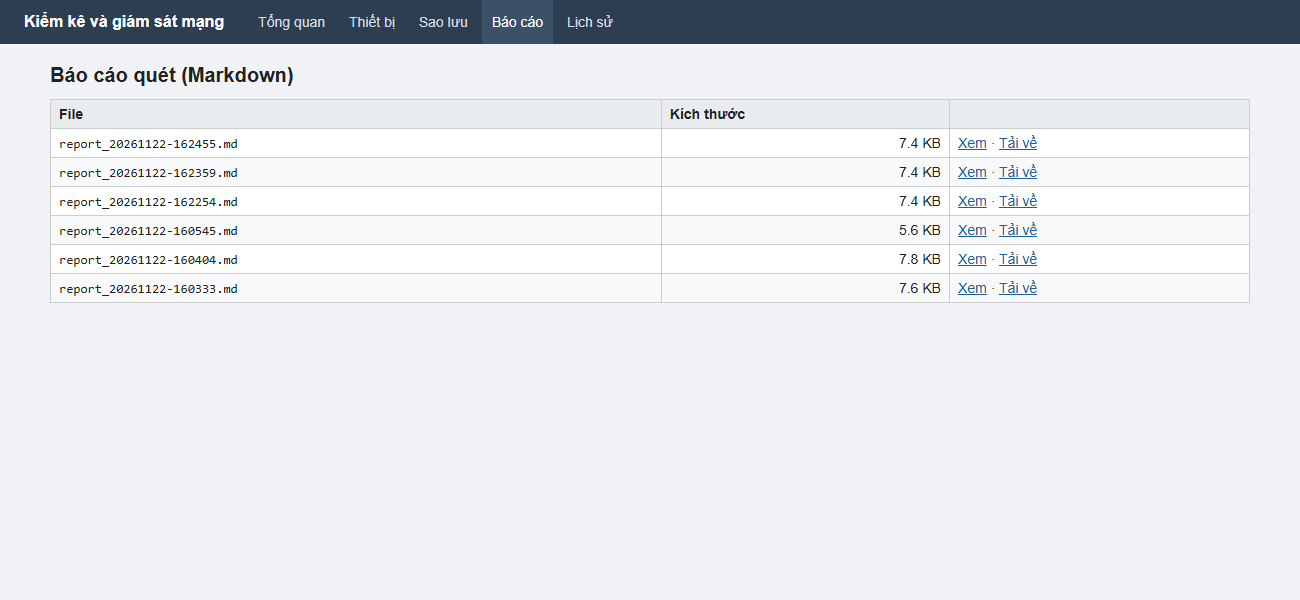 Kiểm kê và giám sát mạng Tổng quan Thiết bị Sao lưu Báo cáo Lịch sử
Báo cáo quét (Markdown)
File Kích thước
report_20261122-162455.md 7.4 KB Xem · Tải về
report_20261122-162359.md 7.4 KB Xem · Tải về
report_20261122-162254.md 7.4 KB Xem · Tải về
report_20261122-160545.md 5.6 KB Xem · Tải về
report_20261122-160404.md 7.8 KB Xem · Tải về
report_20261122-160333.md 7.6 KB Xem · Tải về